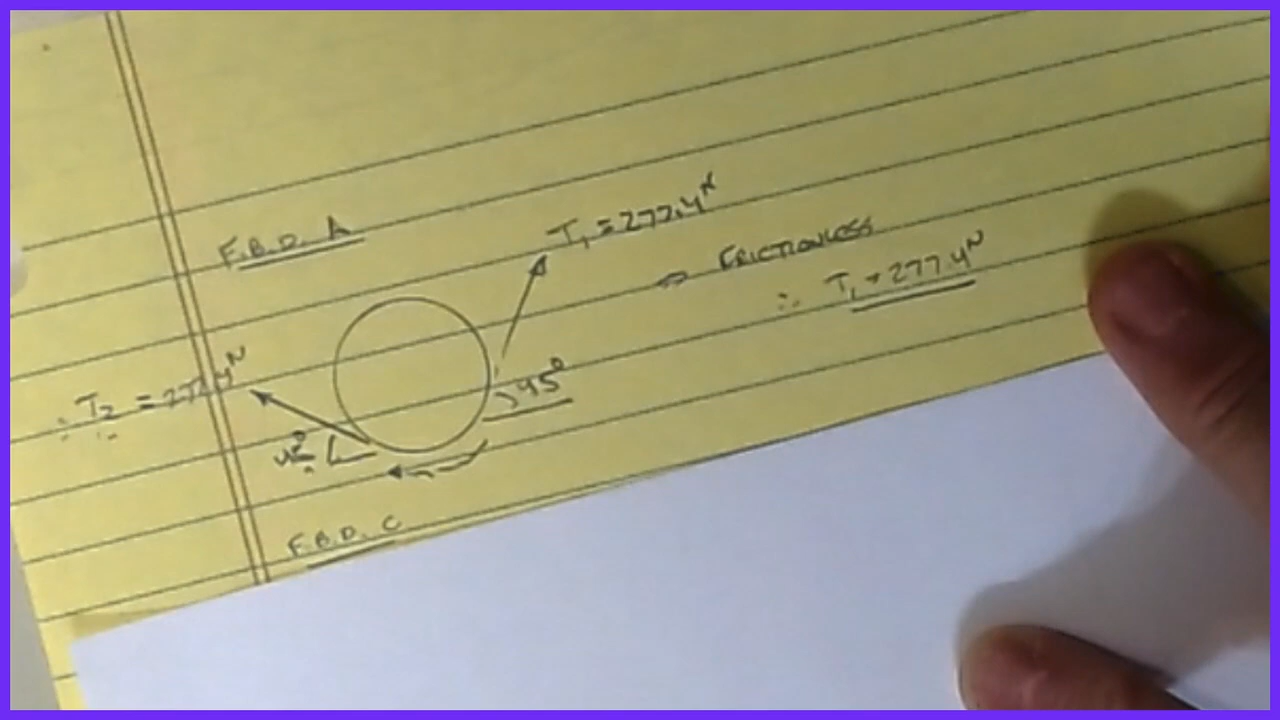 F.B.D. A
T₁ = 277.4ᴺ
⇒ FRICTIONLESS
∴ T₁ = 277.4ᴺ
∴ T₂ = 277.4ᴺ
45°
F.B.D. C